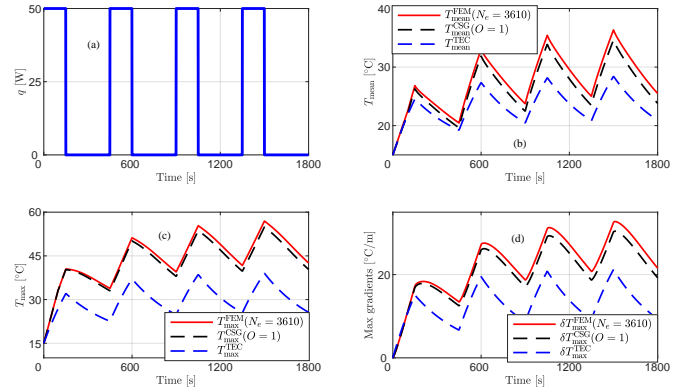 50
25
0
q [W]
(a)
0
600
1200
1800
Time [s]
40
30
20
T_mean [°C]
T_mean^FEM (N_e = 3610)
T_mean^CSG (O = 1)
T_mean^TEC
(b)
0
600
1200
1800
Time [s]
60
45
30
15
T_max [°C]
(c)
T_max^FEM (N_e = 3610)
T_max^CSG (O = 1)
T_max^TEC
0
600
1200
1800
Time [s]
20
0
Max gradients [°C/m]
(d)
δT_max^FEM (N_e = 3610)
δT_max^CSG (O = 1)
δT_max^TEC
0
600
1200
1800
Time [s]